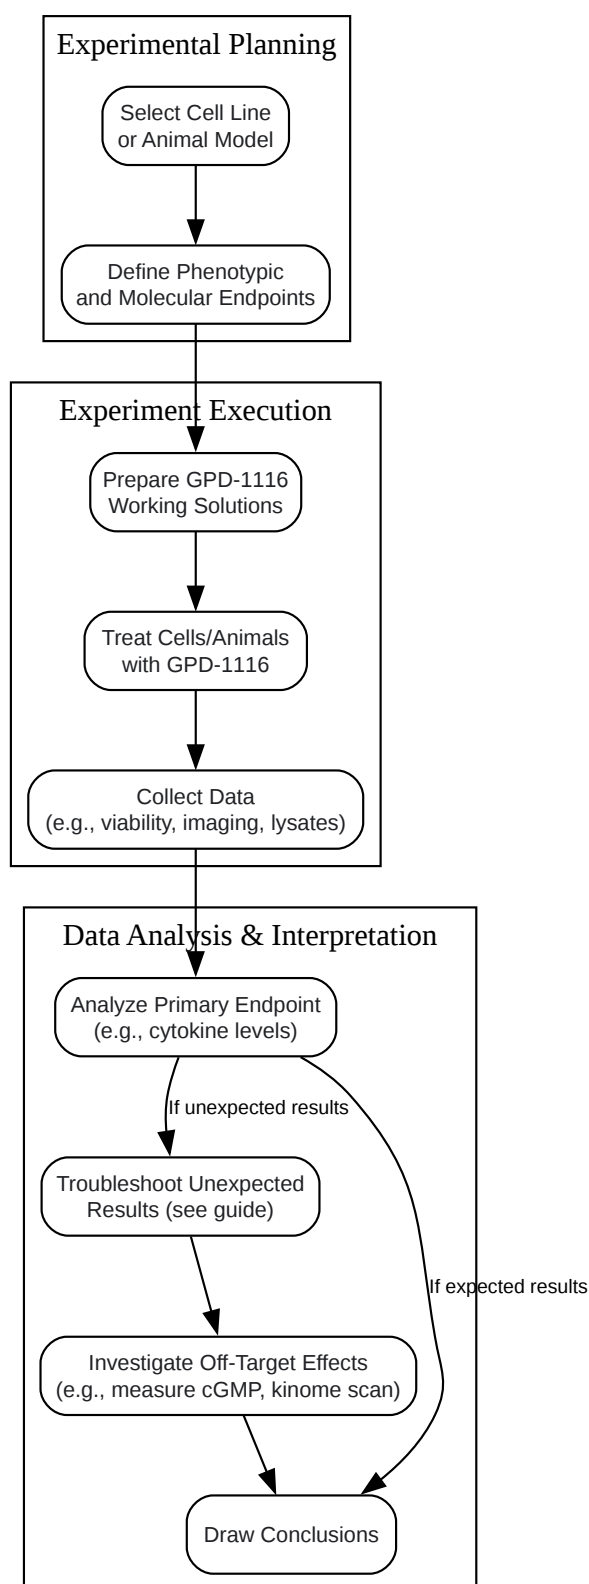 Experimental Planning
Select Cell Line
or Animal Model
Define Phenotypic
and Molecular Endpoints
Experiment Execution
Prepare GPD-1116
Working Solutions
Treat Cells/Animals
with GPD-1116
Collect Data
(e.g., viability, imaging, lysates)
Data Analysis & Interpretation
Analyze Primary Endpoint
(e.g., cytokine levels)
If unexpected results
Troubleshoot Unexpected
Results (see guide)
If expected results
Investigate Off-Target Effects
(e.g., measure cGMP, kinome scan)
Draw Conclusions